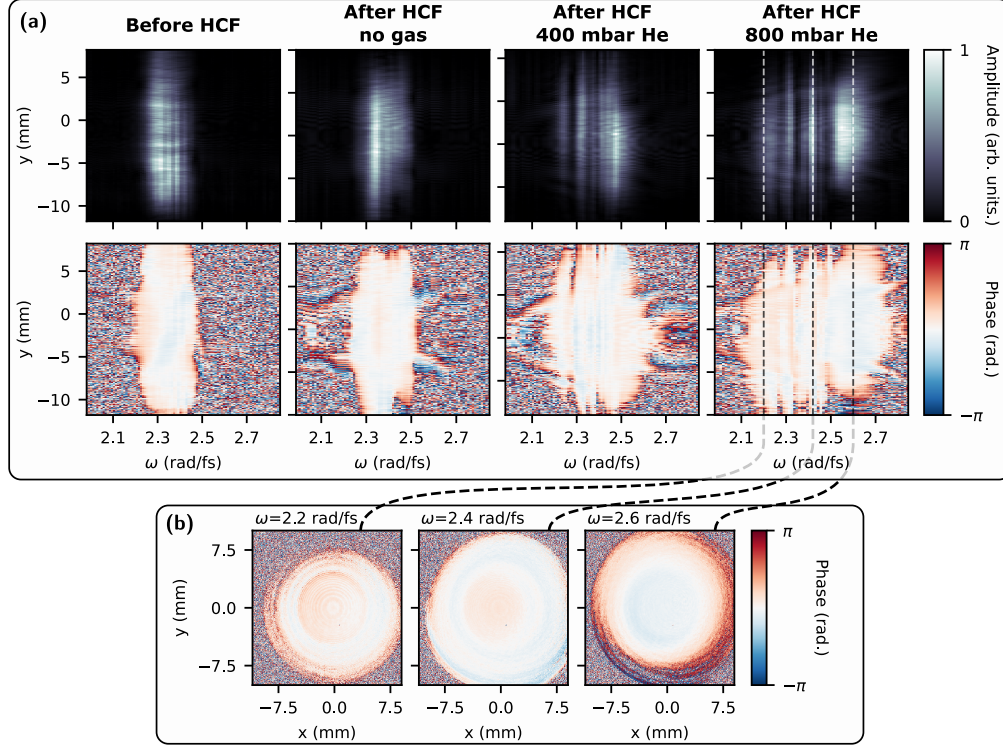 (a)
Before HCF
After HCF
no gas
After HCF
400 mbar He
After HCF
800 mbar He
y (mm)
5
0
−5
−10
1
0
Amplitude (arb. units.)
y (mm)
5
0
−5
−10
π
−π
Phase (rad.)
2.1 2.3 2.5 2.7
2.1 2.3 2.5 2.7
2.1 2.3 2.5 2.7
2.1 2.3 2.5 2.7
ω (rad/fs)
ω (rad/fs)
ω (rad/fs)
ω (rad/fs)
(b)
ω=2.2 rad/fs
ω=2.4 rad/fs
ω=2.6 rad/fs
y (mm)
7.5
0.0
−7.5
π
−π
Phase (rad.)
−7.5 0.0 7.5
−7.5 0.0 7.5
−7.5 0.0 7.5
x (mm)
x (mm)
x (mm)